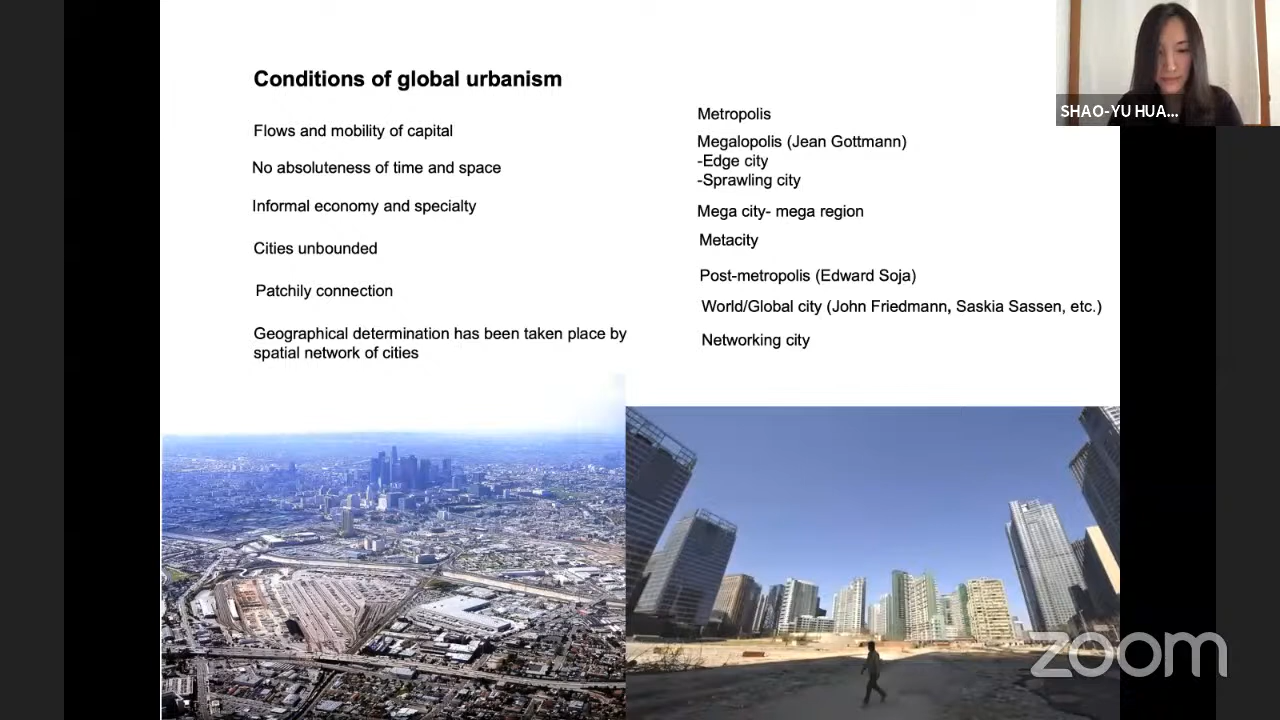 Conditions of global urbanism
Flows and mobility of capital
No absoluteness of time and space
Informal economy and specialty
Cities unbounded
Patchily connection
Geographical determination has been taken place by
spatial network of cities
Metropolis
Megalopolis (Jean Gottmann)
-Edge city
-Sprawling city
Mega city- mega region
Metacity
Post-metropolis (Edward Soja)
World/Global city (John Friedmann, Saskia Sassen, etc.)
Networking city
SHAO-YU HUA...
zoom